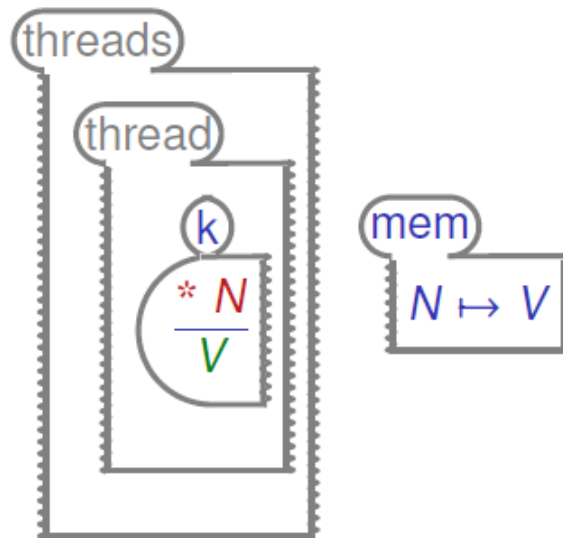 threads
thread
k
mem
* N
N ↦ V
V